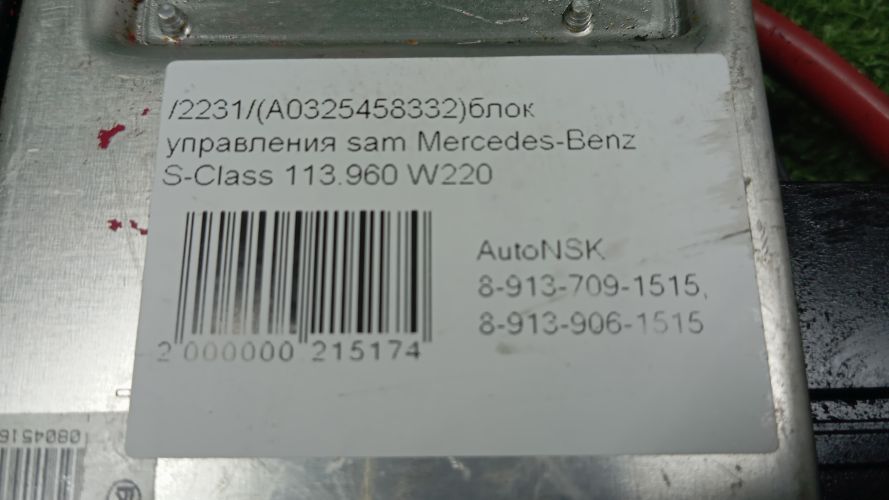 /2231/(A0325458332)блок
управления sam Mercedes-Benz
S-Class 113.960 W220
AutoNSK
8-913-709-1515,
8-913-906-1515
2 000000 215174
0804516